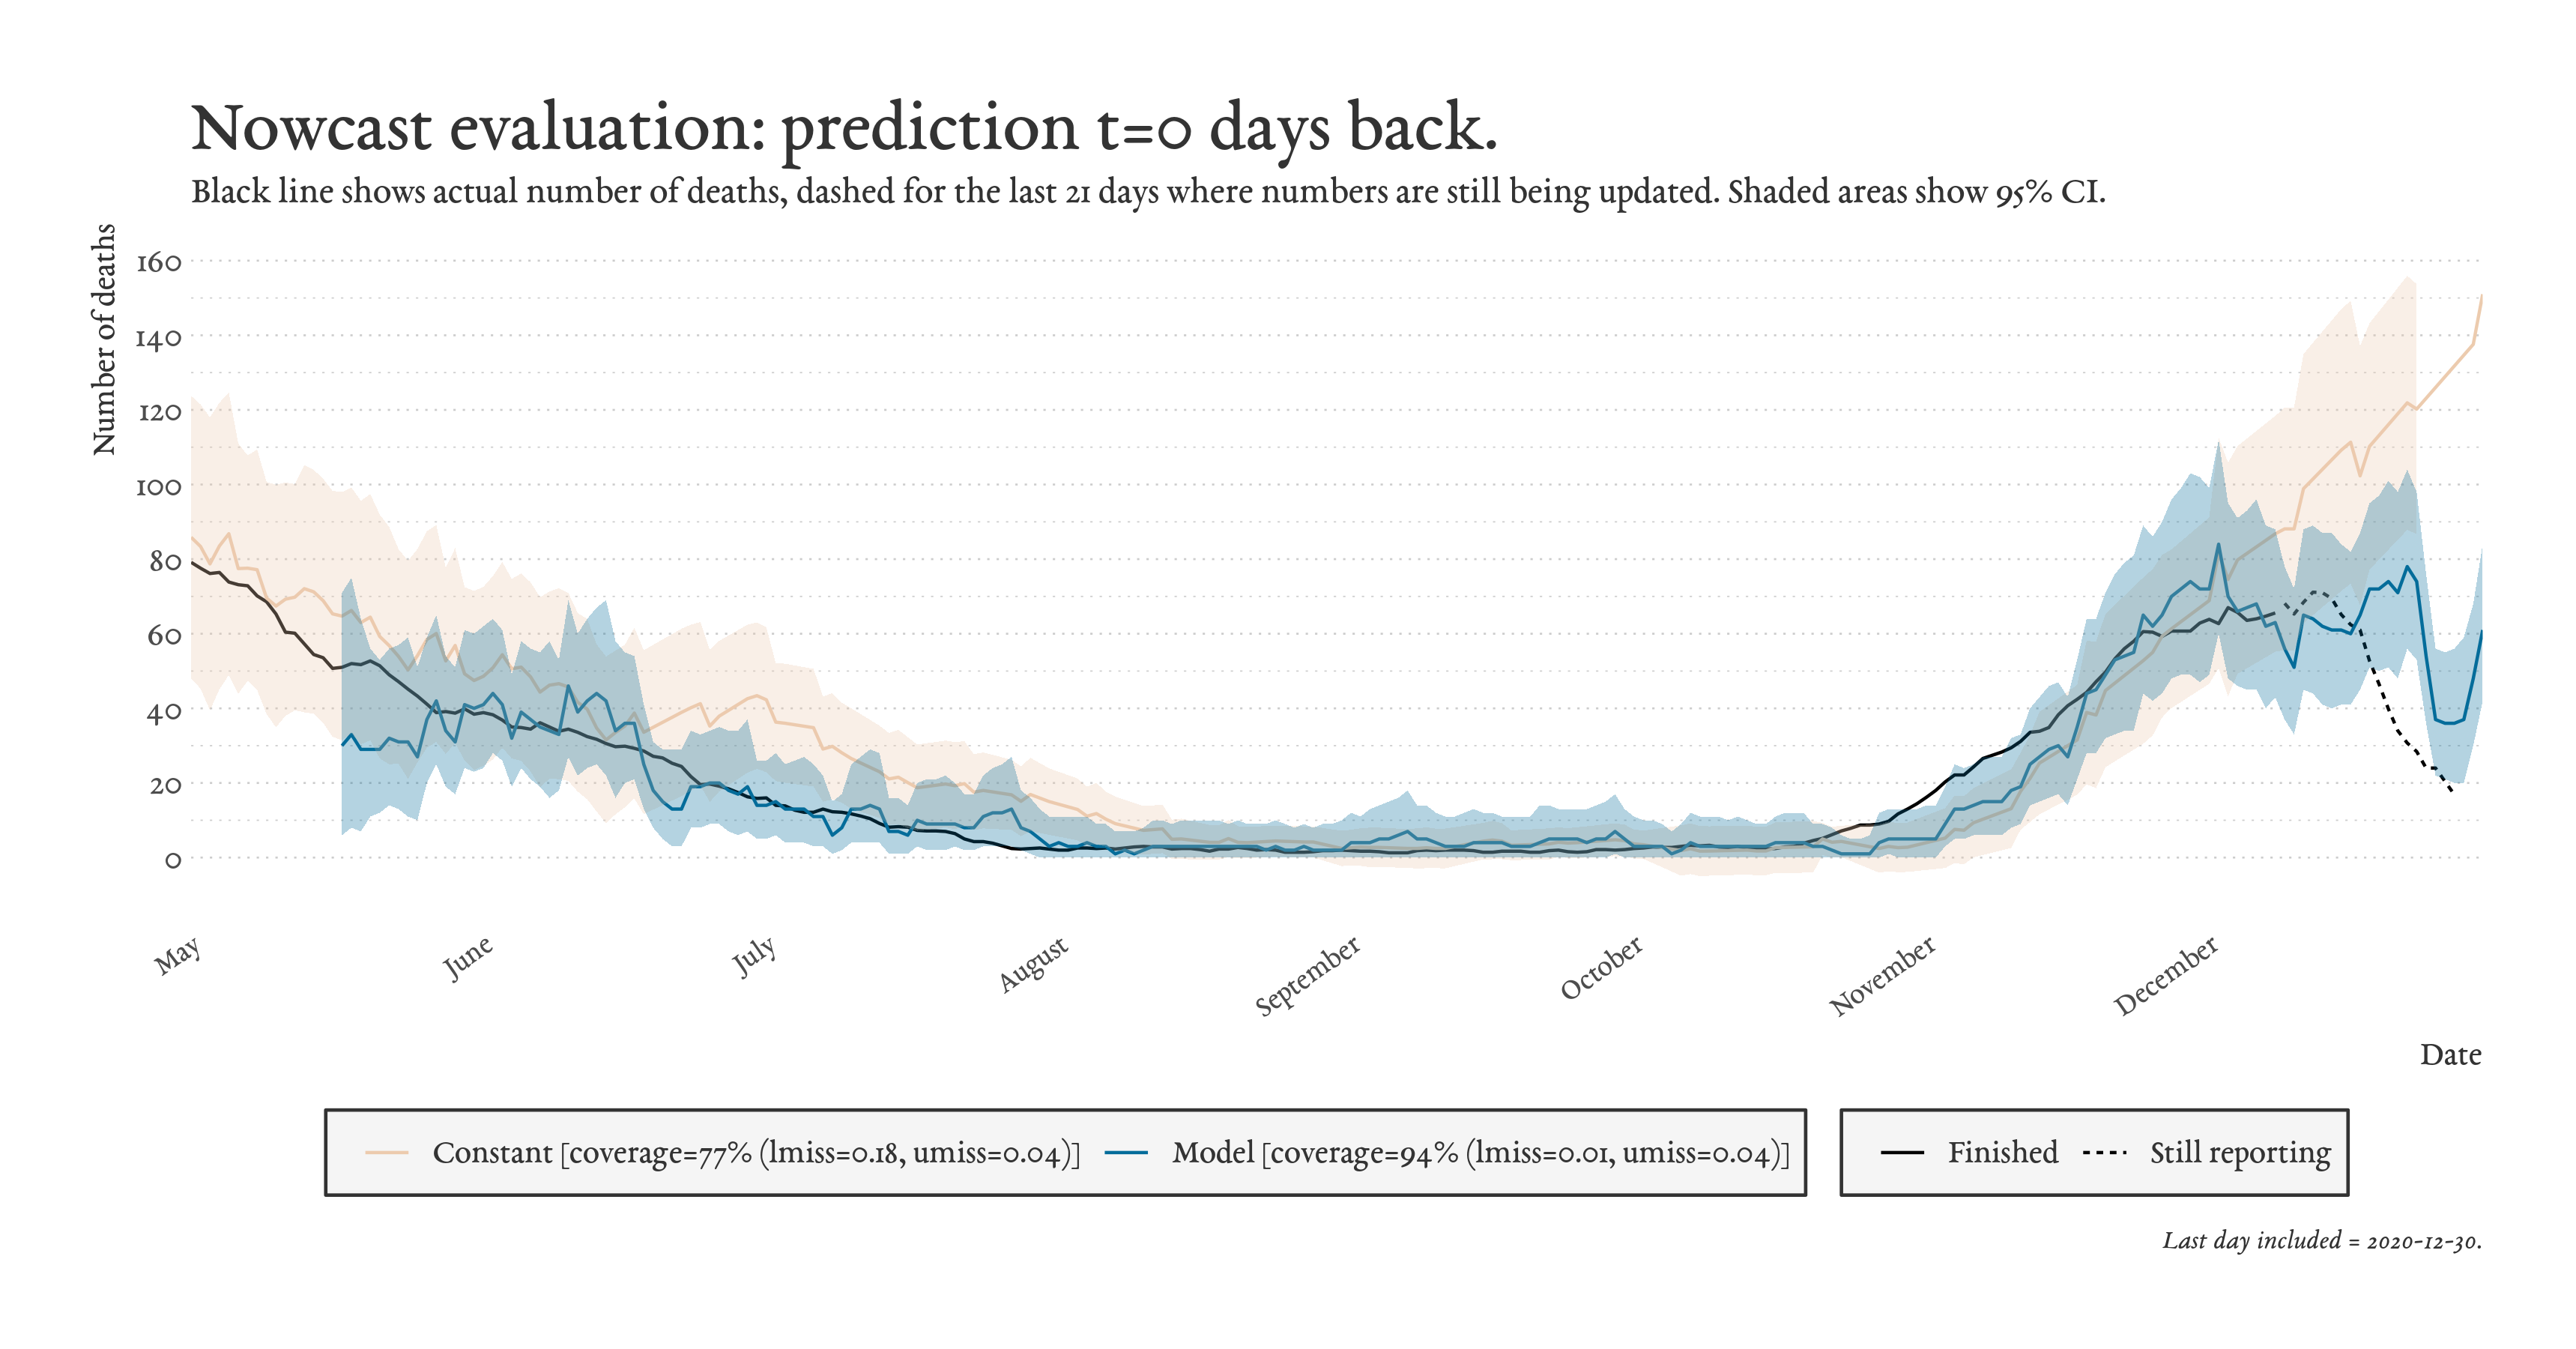 Nowcast evaluation: prediction t=0 days back.
Black line shows actual number of deaths, dashed for the last 21 days where numbers are still being updated. Shaded areas show 95% CI.
Number of deaths
160
140
120
100
80
60
40
20
0
May
June
July
August
September
October
November
December
Date
Constant [coverage=77% (lmiss=0.18, umiss=0.04)]
Model [coverage=94% (lmiss=0.01, umiss=0.04)]
Finished
Still reporting
Last day included = 2020-12-30.